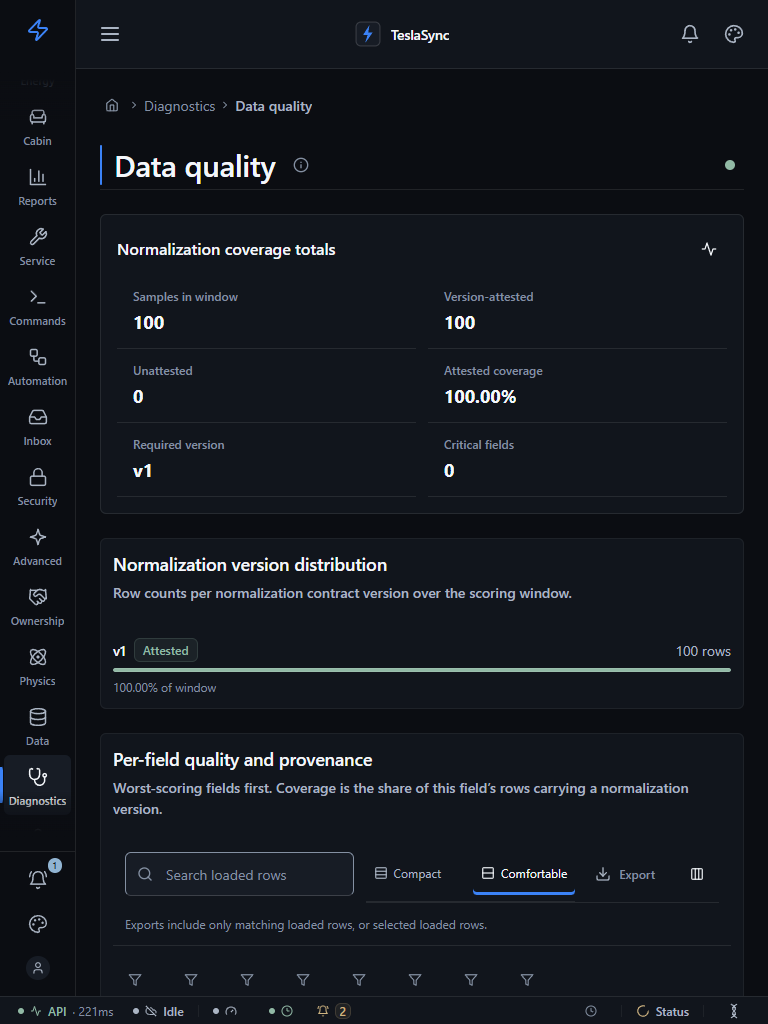 TeslaSync
Energy
Cabin
Reports
Service
Commands
Automation
Inbox
Security
Advanced
Ownership
Physics
Data
Diagnostics
1
Diagnostics
Data quality
Data quality
Normalization coverage totals
Samples in window
100
Version-attested
100
Unattested
0
Attested coverage
100.00%
Required version
v1
Critical fields
0
Normalization version distribution
Row counts per normalization contract version over the scoring window.
v1 Attested 100 rows
100.00% of window
Per-field quality and provenance
Worst-scoring fields first. Coverage is the share of this field's rows carrying a normalization
version.
Search loaded rows Compact Comfortable Export
Exports include only matching loaded rows, or selected loaded rows.
API · 221ms Idle 2 Status